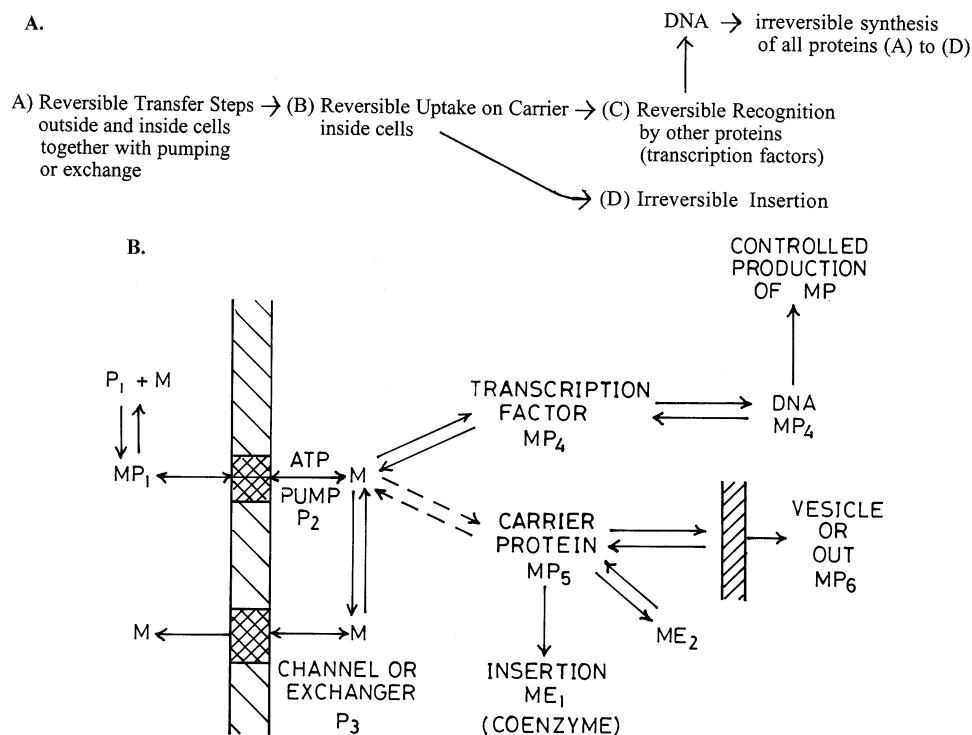 A.
DNA → irreversible synthesis
of all proteins (A) to (D)
A) Reversible Transfer Steps → (B) Reversible Uptake on Carrier → (C) Reversible Recognition
outside and inside cells
together with pumping
or exchange
inside cells
by other proteins
(transcription factors)
(D) Irreversible Insertion
B.
CONTROLLED
PRODUCTION
OF MP
P₁ + M
MP₁
ATP
PUMP
P₂
M
TRANSCRIPTION
FACTOR
MP₄
DNA
MP₄
CARRIER
PROTEIN
MP₅
VESICLE
OR
OUT
MP₆
M
M
CHANNEL OR
EXCHANGER
P₃
ME₂
INSERTION
ME₁
(COENZYME)